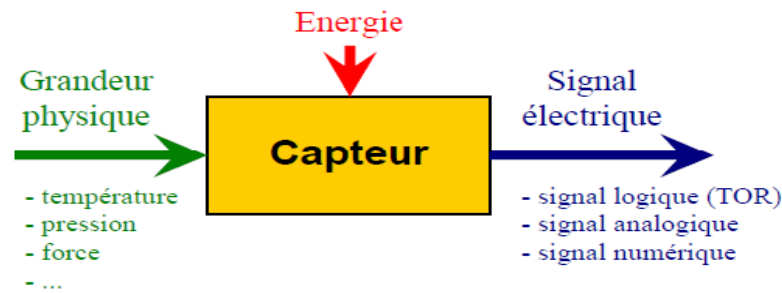 Energie
Grandeur
physique
Signal
électrique
Capteur
- température
- pression
- force
- ...
- signal logique (TOR)
- signal analogique
- signal numérique